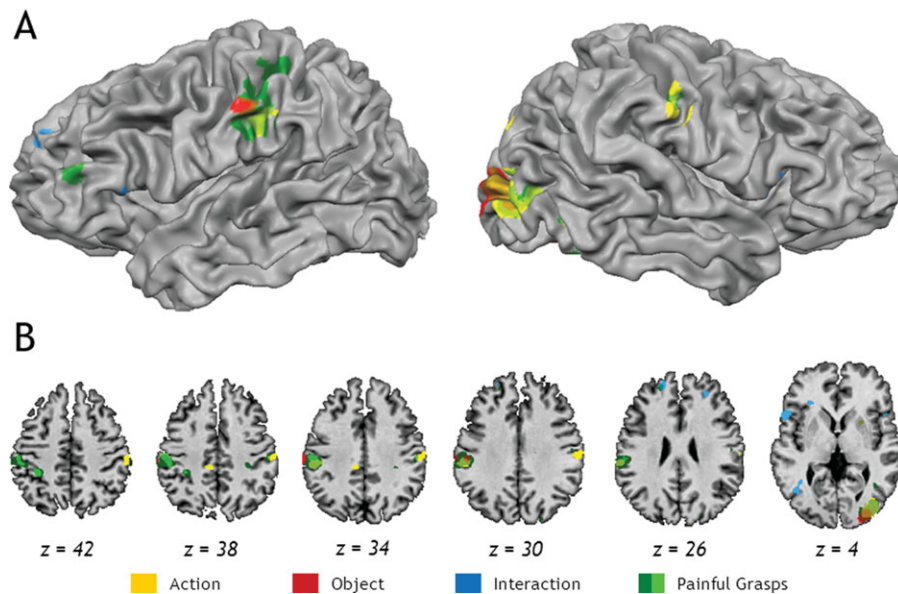 A
B
z = 42 z = 38 z = 34 z = 30 z = 26 z = 4
Action Object Interaction Painful Grasps